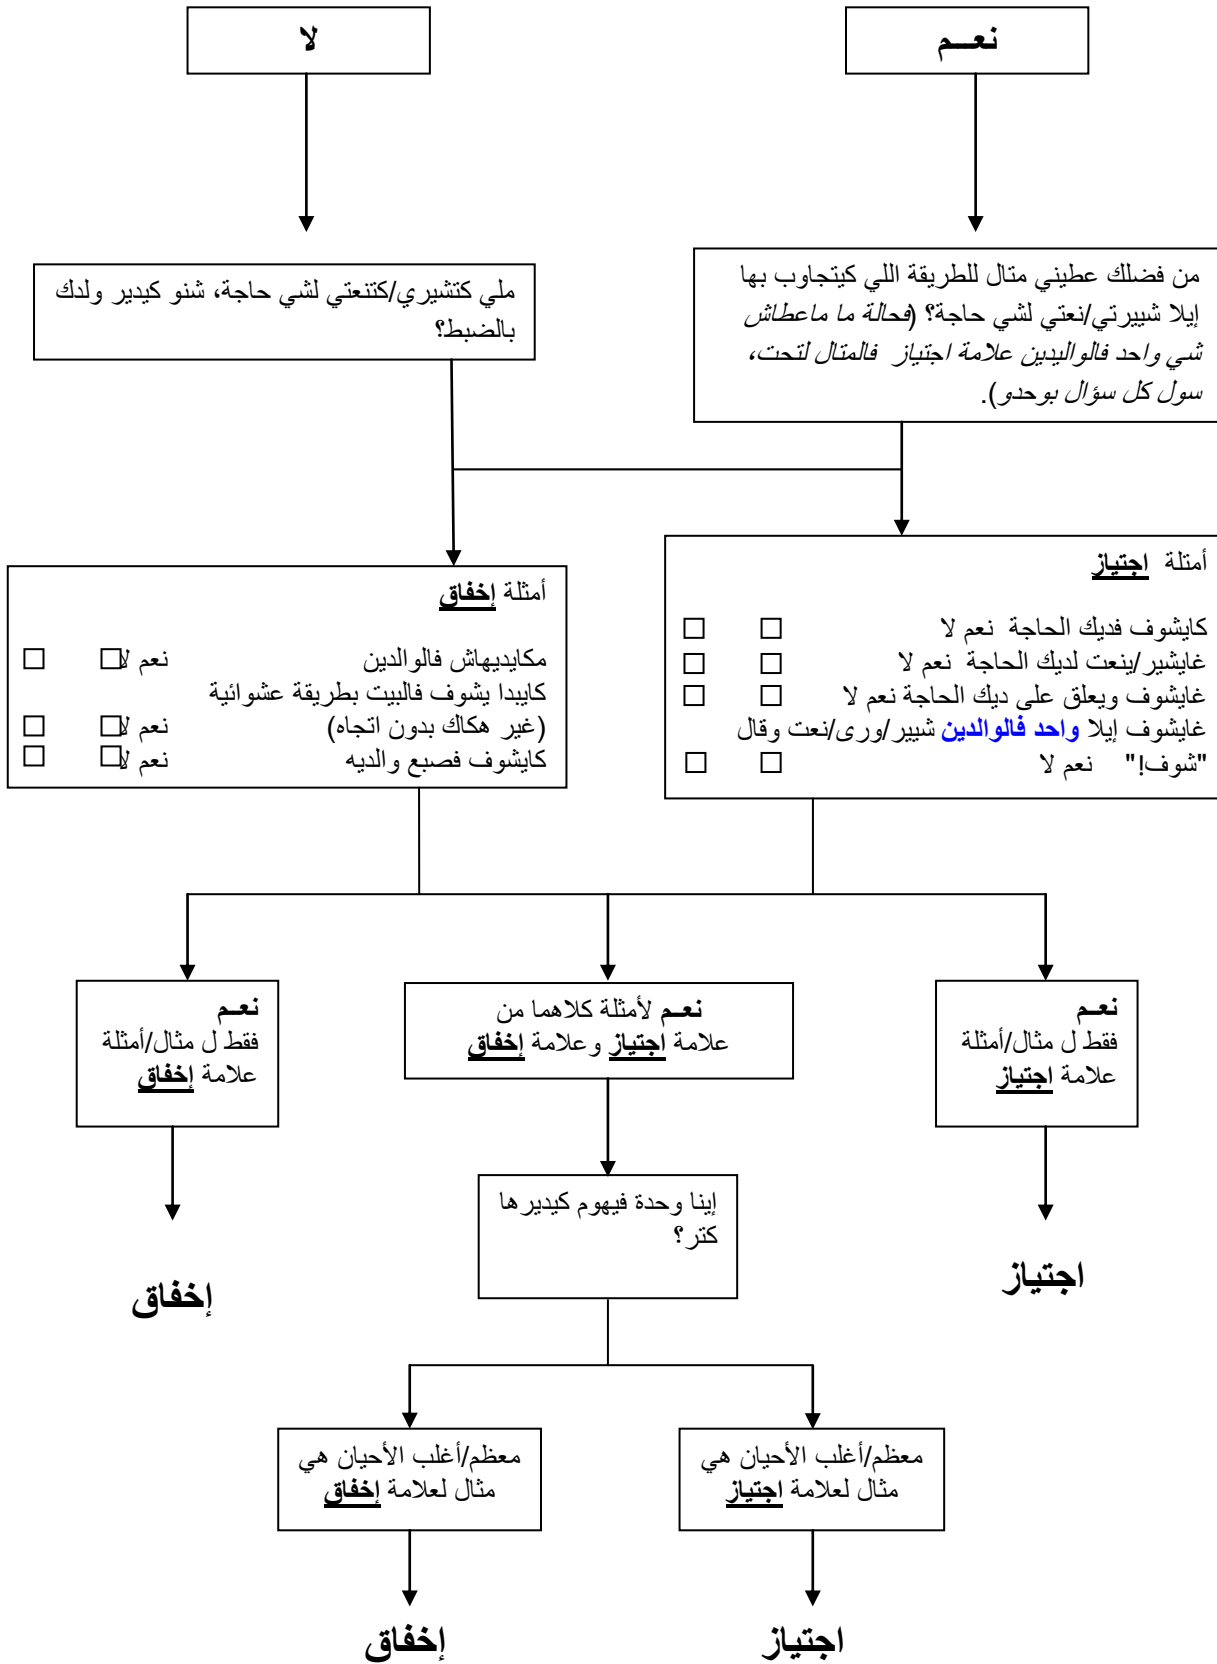 نعـم
لا
من فضلك عطيني متال للطريقة اللي كيتجاوب بها
إيلا شييرتي/نعتي لشي حاجة؟ (فحالة ما ماعطاش
شي واحد فالواليدين علامة اجتياز فالمتال لتحت،
سول كل سؤال بوحدو).
ملي كتشيري/كتنعتي لشي حاجة، شنو كيدير ولدك
بالضبط؟
أمتلة اجتياز
كايشوف فديك الحاجة نعم لا ☐ ☐
غايشير/ينعت لديك الحاجة نعم لا ☐ ☐
غايشوف ويعلق على ديك الحاجة نعم لا ☐ ☐
غايشوف إيلا واحد فالوالدين شيير/ورى/نعت وقال
"شوف!" نعم لا ☐ ☐
أمثلة إخفاق
مكايديهاش فالوالدين نعم لا ☐ ☐
كايبدا يشوف فالبيت بطريقة عشوائية
(غير هكاك بدون اتجاه) نعم لا ☐ ☐
كايشوف فصبع والديه نعم لا ☐ ☐
نعـم
فقط ل مثال/أمثلة
علامة اجتياز
نعـم لأمثلة كلاهما من
علامة اجتياز وعلامة إخفاق
نعـم
فقط ل مثال/أمثلة
علامة إخفاق
إينا وحدة فيهوم كيديرها
كتر؟
اجتياز
إخفاق
معظم/أغلب الأحيان هي
مثال لعلامة اجتياز
معظم/أغلب الأحيان هي
مثال لعلامة إخفاق
اجتياز
إخفاق